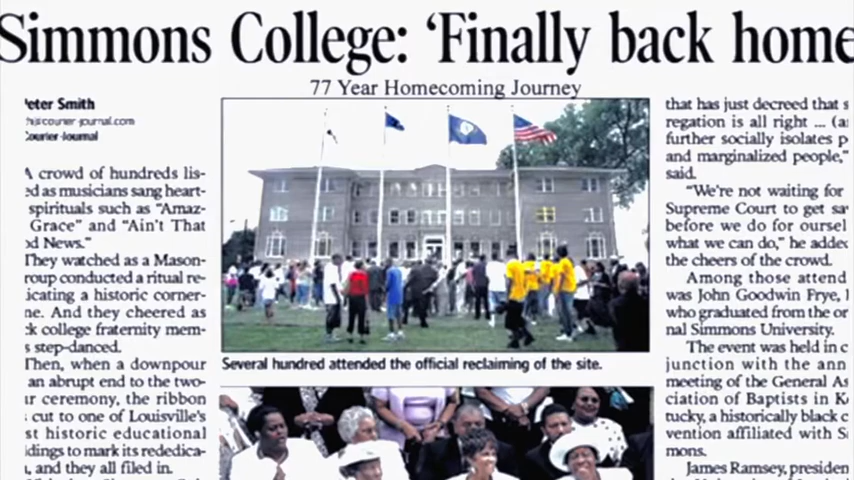 Simmons College: ‘Finally back home
77 Year Homecoming Journey
eter Smith
@courier-journal.com
Courier-Journal
A crowd of hundreds lis-
ed as musicians sang heart-
spirituals such as “Amaz-
Grace” and “Ain’t That
d News.”
They watched as a Mason-
roup conducted a ritual re-
icating a historic corner-
ne. And they cheered as
ck college fraternity mem-
s step-danced.
Then, when a downpour
an abrupt end to the two-
ur ceremony, the ribbon
cut to one of Louisville’s
st historic educational
ldings to mark its rededica-
, and they all filed in.
Several hundred attended the official reclaiming of the site.
that has just decreed that s
regation is all right ... (a
further socially isolates p
and marginalized people,”
said.
“We’re not waiting for
Supreme Court to get sa
before we do for oursel
what we can do,” he added
the cheers of the crowd.
Among those attend
was John Goodwin Frye,
who graduated from the or
nal Simmons University.
The event was held in c
junction with the ann
meeting of the General As
ciation of Baptists in K
tucky, a historically black c
vention affiliated with Si
mons.
James Ramsey, presiden